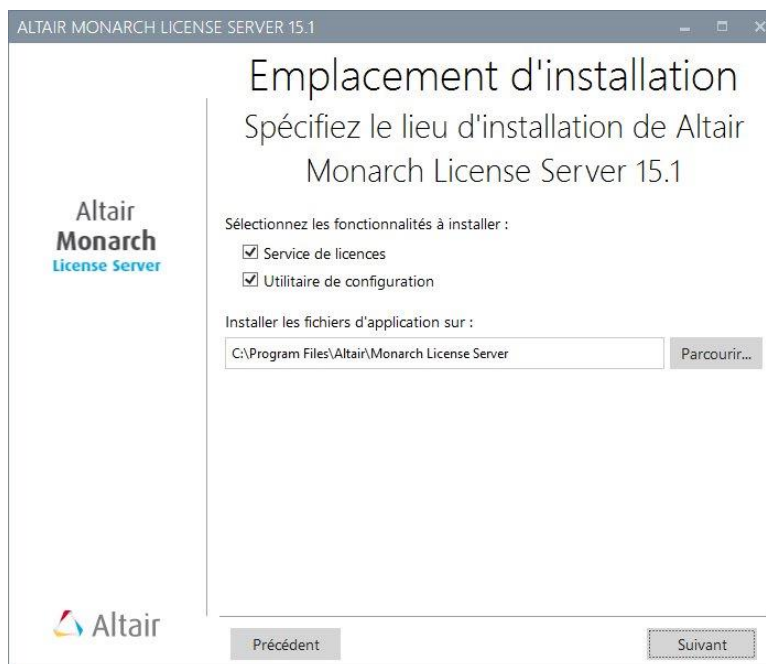 ALTAIR MONARCH LICENSE SERVER 15.1
Emplacement d'installation
Spécifiez le lieu d'installation de Altair
Monarch License Server 15.1
Altair
Monarch
License Server
Sélectionnez les fonctionnalités à installer :
Service de licences
Utilitaire de configuration
Installer les fichiers d'application sur :
C:\Program Files\Altair\Monarch License Server
Parcourir...
Altair
Précédent
Suivant